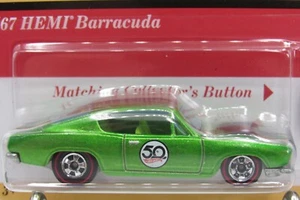 67 HEMI Barracuda
Matching Collector's Button
50